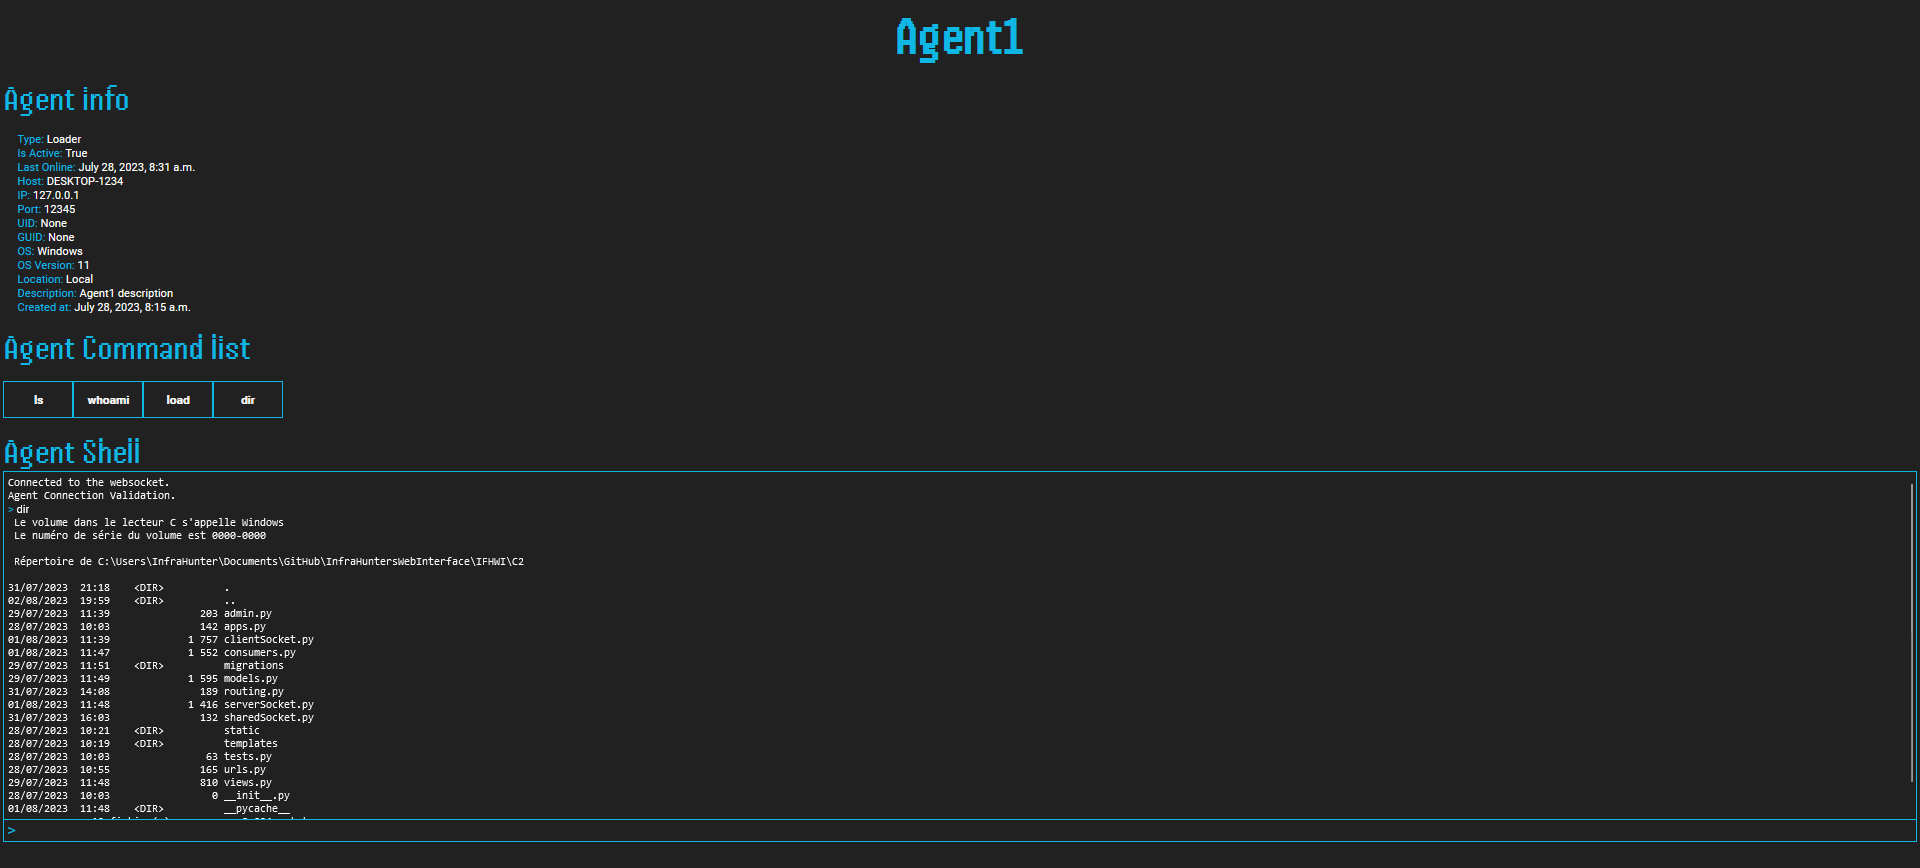 Agent1
Agent info
Type: Loader
Is Active: True
Last Online: July 28, 2023, 8:31 a.m.
Host: DESKTOP-1234
IP: 127.0.0.1
Port: 12345
UID: None
GUID: None
OS: Windows
OS Version: 11
Location: Local
Description: Agent1 description
Created at: July 28, 2023, 8:15 a.m.
Agent Command list
ls whoami load dir
Agent Shell
Connected to the websocket.
Agent Connection Validation.
> dir
Le volume dans le lecteur C s'appelle Windows
Le numéro de série du volume est 0000-0000
Répertoire de C:\Users\InfraHunter\Documents\GitHub\InfraHuntersWebInterface\IFHWI\C2
31/07/2023 21:18 <DIR> .
02/08/2023 19:59 <DIR> ..
29/07/2023 11:39 203 admin.py
28/07/2023 10:03 142 apps.py
01/08/2023 11:39 1 757 clientSocket.py
01/08/2023 11:47 1 552 consumers.py
29/07/2023 11:51 <DIR> migrations
29/07/2023 11:49 1 595 models.py
31/07/2023 14:08 189 routing.py
01/08/2023 11:48 1 416 serverSocket.py
31/07/2023 16:03 132 sharedSocket.py
28/07/2023 10:21 <DIR> static
28/07/2023 10:19 <DIR> templates
28/07/2023 10:03 63 tests.py
28/07/2023 10:55 165 urls.py
29/07/2023 11:48 810 views.py
28/07/2023 10:03 0 __init__.py
01/08/2023 11:48 <DIR> __pycache__
>